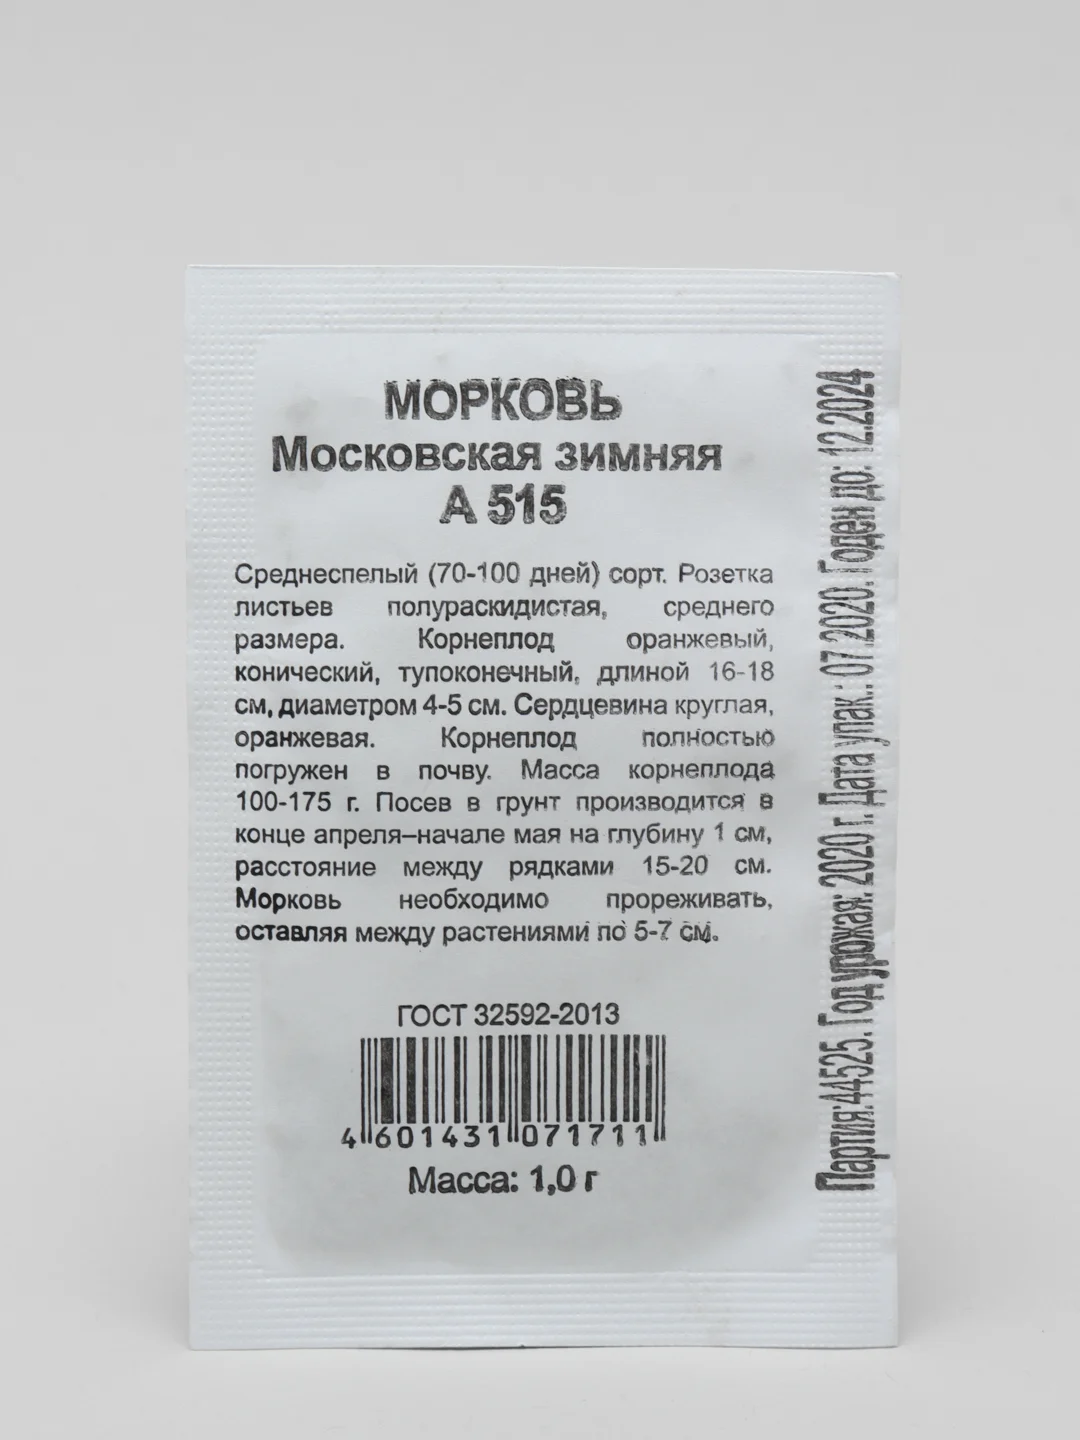 МОРКОВЬ
Московская зимняя
А 515
Среднеспелый (70-100 дней) сорт. Розетка
листьев полураскидистая, среднего
размера. Корнеплод оранжевый,
конический, тупоконечный, длиной 16-18
см, диаметром 4-5 см. Сердцевина круглая,
оранжевая. Корнеплод полностью
погружен в почву. Масса корнеплода
100-175 г. Посев в грунт производится в
конце апреля–начале мая на глубину 1 см,
расстояние между рядками 15-20 см.
Морковь необходимо прореживать,
оставляя между растениями по 5-7 см.
ГОСТ 32592-2013
4 601431 071711
Масса: 1,0 г
Партия:44525. Год урожая: 2020 г. Дата упак.: 07.2020. Годен до: 12.2024